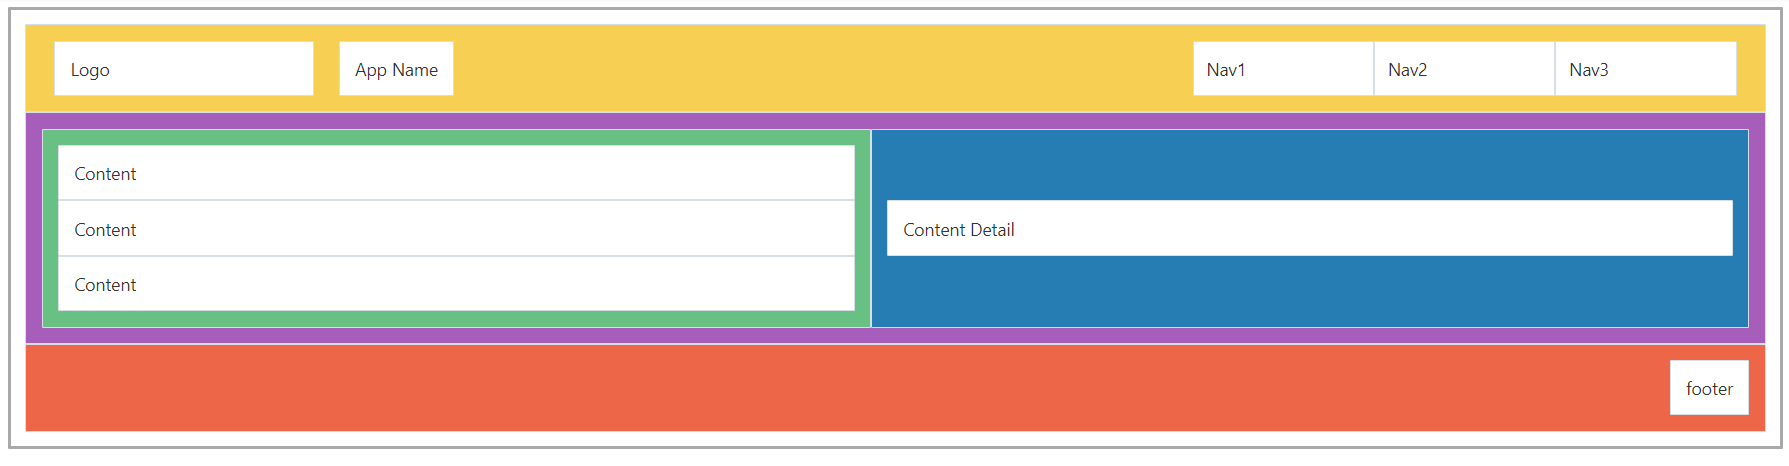 Logo
App Name
Nav1
Nav2
Nav3
Content
Content
Content
Content Detail
footer